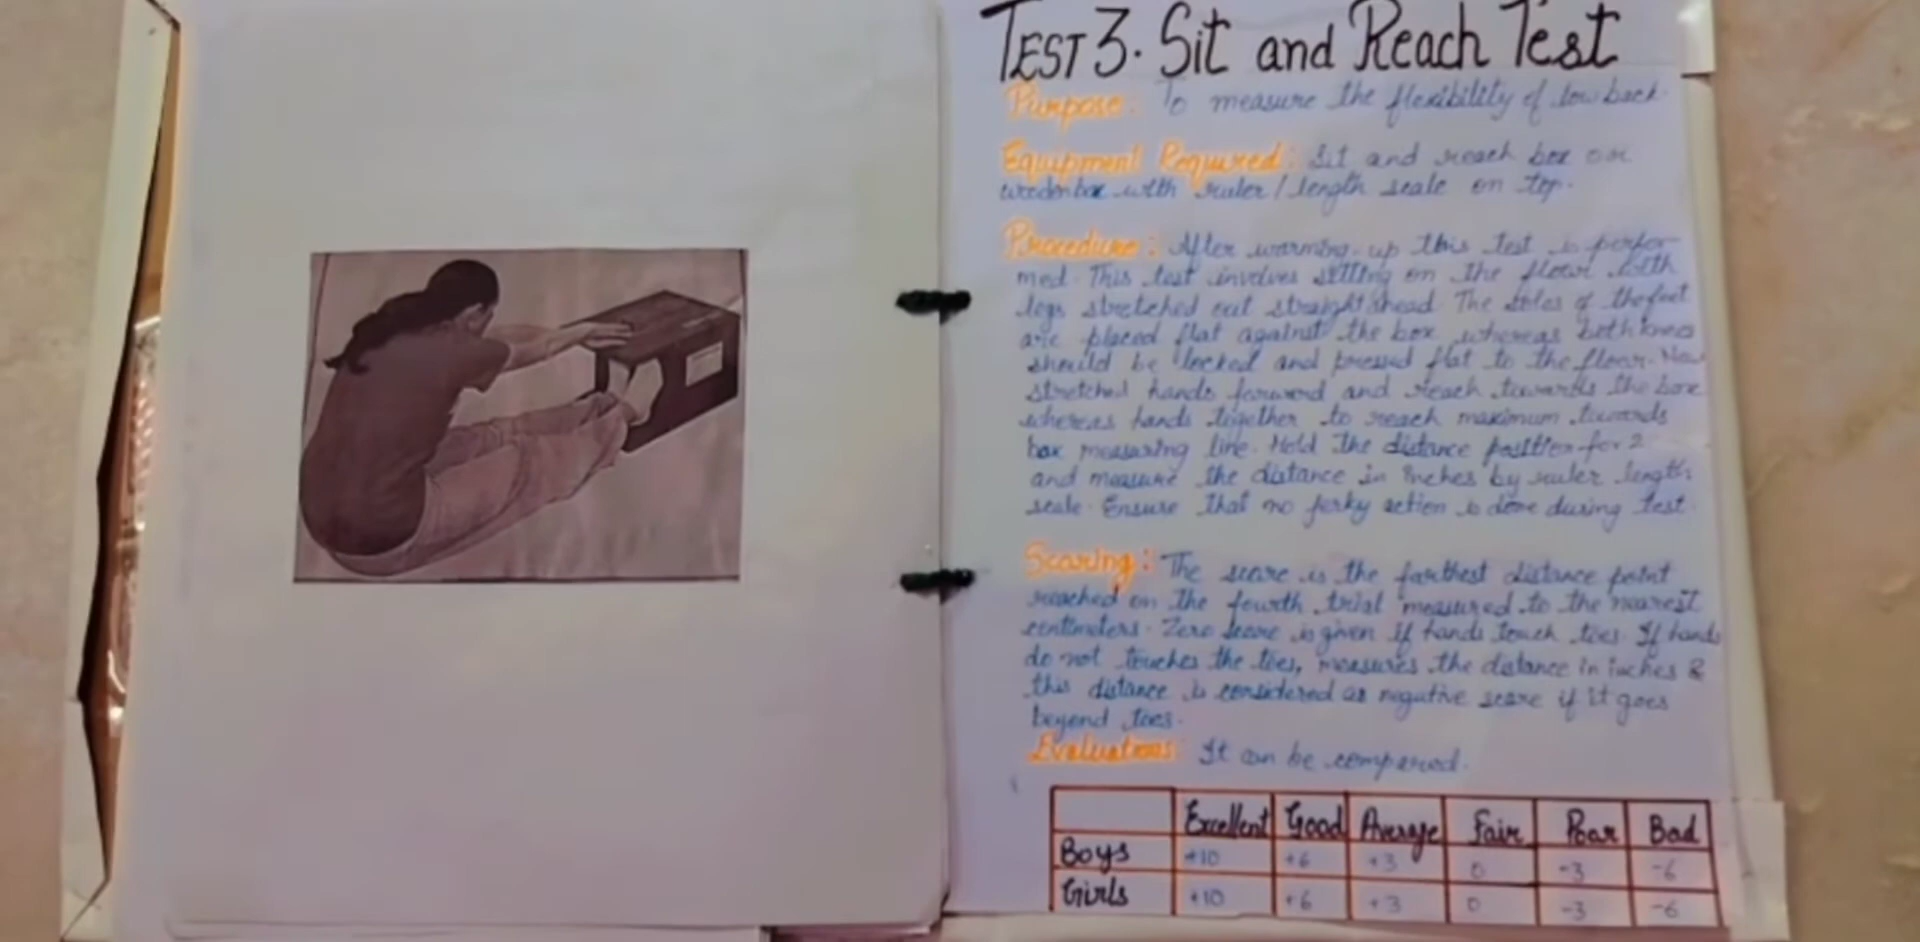 TEST 3. Sit and Reach Test
Purpose: To measure the flexibility of low back.
Equipment Required: Sit and reach box or
wooden box with ruler / length scale on top.
Procedure: After warming up this test is perfor-
med. This test involves sitting on the floor with
legs stretched out straight ahead. The soles of the feet
are placed flat against the box whereas both knees
should be locked and pressed flat to the floor. Now
stretched hands forward and reach towards the box
whereas hands together to reach maximum towards
box measuring line. Hold the distance position for 2
and measure the distance in inches by ruler length
scale. Ensure that no jerky action is done during test.
Scoring: The score is the farthest distance point
reached on the fourth trial measured to the nearest
centimeters. Zero score is given if hands touch toes. If hands
do not touches the toes, measures the distance in inches &
this distance is considered as negative score if it goes
beyond toes.
Evaluation: It can be compared.
Excellent Good Average Fair Poor Bad
Boys +10 +6 +3 0 -3 -6
Girls +10 +6 +3 0 -3 -6